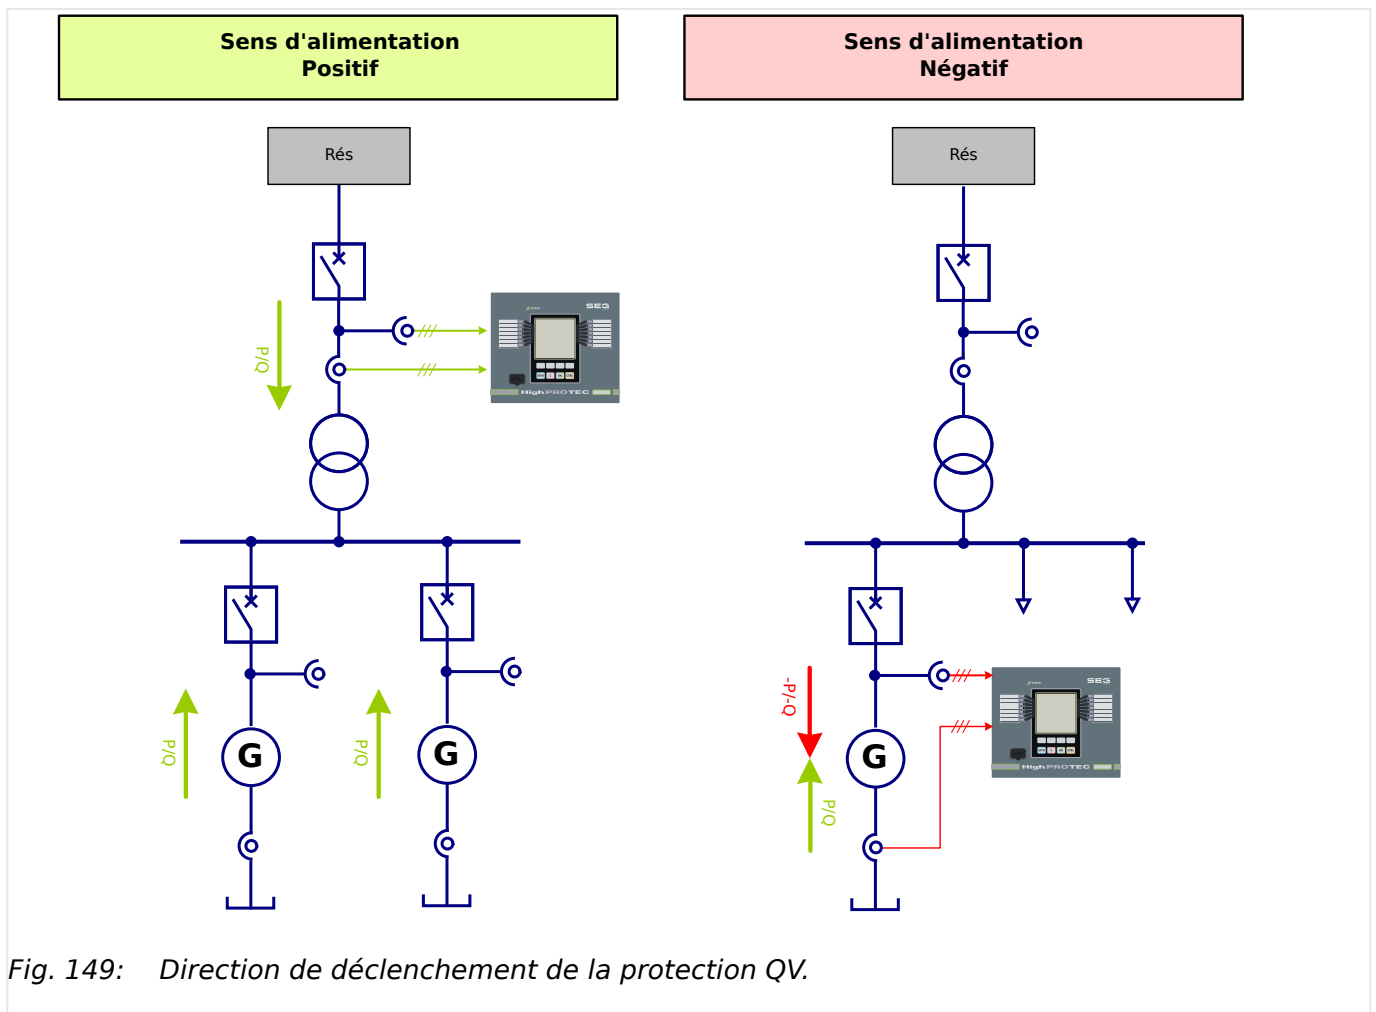 Sens d'alimentation
Positif
Sens d'alimentation
Négatif
Rés
Rés
P/Q
SEG
HighPROTEC
P/Q
P/Q
G
G
-P/-Q
P/Q
G
SEG
HighPROTEC
Fig. 149: Direction de déclenchement de la protection QV.